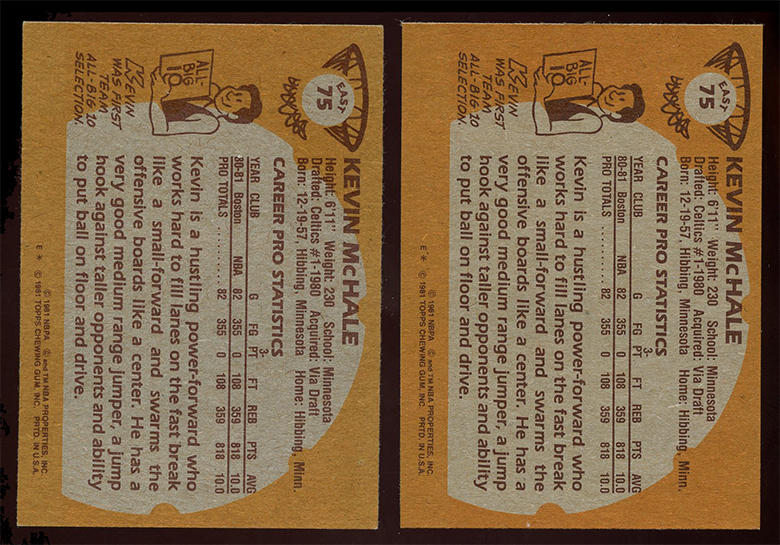 EAST
75
KEVIN McHALE
Height: 6'11" Weight: 230 School: Minnesota
Drafted: Celtics #1-1980 Acquired: Via Draft
Born: 12-19-57, Hibbing, Minnesota Home: Hibbing, Minn.
CAREER PRO STATISTICS
3-
YEAR CLUB G FG PT FT REB PTS AVG
80-81 Boston NBA 82 355 0 108 359 818 10.0
PRO TOTALS .......... 82 355 0 108 359 818 10.0
Kevin is a hustling power-forward who
works hard to fill lanes on the fast break
like a small-forward and swarms the
offensive boards like a center. He has a
very good medium range jumper, a jump
hook against taller opponents and ability
to put ball on floor and drive.
ALL-
BIG
10
KEVIN
WAS FIRST
TEAM
ALL-BIG 10
SELECTION.
© 1981 NBPA © and TM NBA PROPERTIES, INC.
E* © 1981 TOPPS CHEWING GUM, INC. PRTD. IN U.S.A.
EAST
75
KEVIN McHALE
Height: 6'11" Weight: 230 School: Minnesota
Drafted: Celtics #1-1980 Acquired: Via Draft
Born: 12-19-57, Hibbing, Minnesota Home: Hibbing, Minn.
CAREER PRO STATISTICS
3-
YEAR CLUB G FG PT FT REB PTS AVG
80-81 Boston NBA 82 355 0 108 359 818 10.0
PRO TOTALS .......... 82 355 0 108 359 818 10.0
Kevin is a hustling power-forward who
works hard to fill lanes on the fast break
like a small-forward and swarms the
offensive boards like a center. He has a
very good medium range jumper, a jump
hook against taller opponents and ability
to put ball on floor and drive.
ALL-
BIG
10
KEVIN
WAS FIRST
TEAM
ALL-BIG 10
SELECTION.
© 1981 NBPA © and TM NBA PROPERTIES, INC.
E* © 1981 TOPPS CHEWING GUM, INC. PRTD. IN U.S.A.